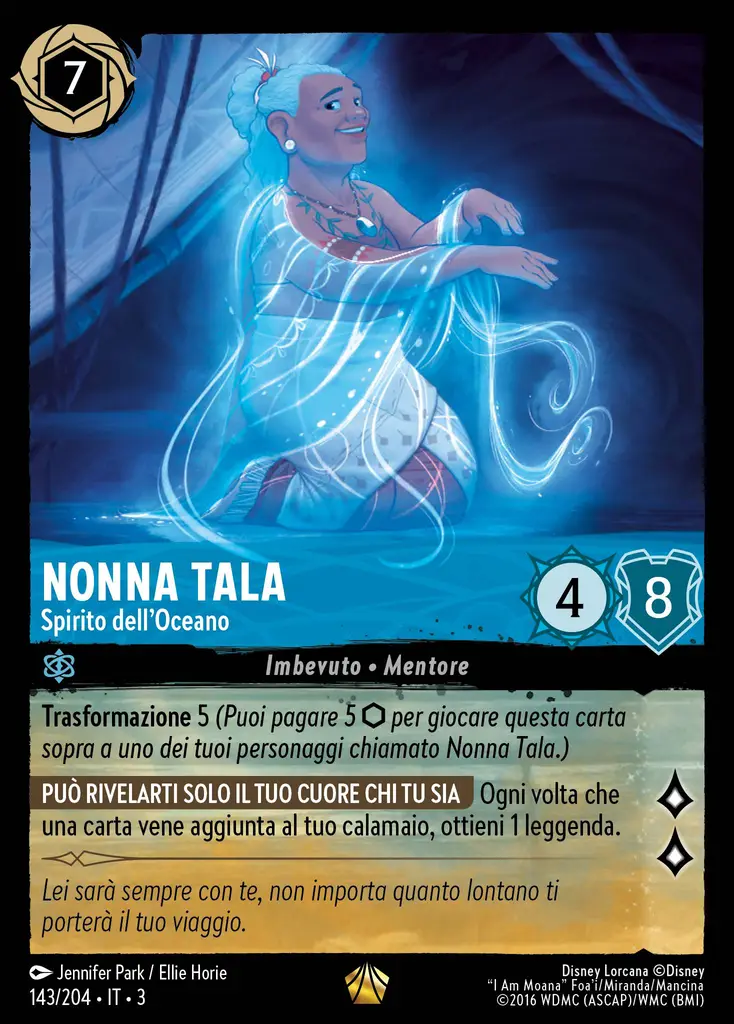 7
NONNA TALA
Spirito dell'Oceano
4
8
Imbevuto • Mentore
Trasformazione 5 (Puoi pagare 5 ⬡ per giocare questa carta
sopra a uno dei tuoi personaggi chiamato Nonna Tala.)
PUÒ RIVELARTI SOLO IL TUO CUORE CHI TU SIA Ogni volta che
una carta vene aggiunta al tuo calamaio, ottieni 1 leggenda.
Lei sarà sempre con te, non importa quanto lontano ti
porterà il tuo viaggio.
Jennifer Park / Ellie Horie
143/204 • IT • 3
Disney Lorcana ©Disney
"I Am Moana" Foa'i/Miranda/Mancina
©2016 WDMC (ASCAP)/WMC (BMI)